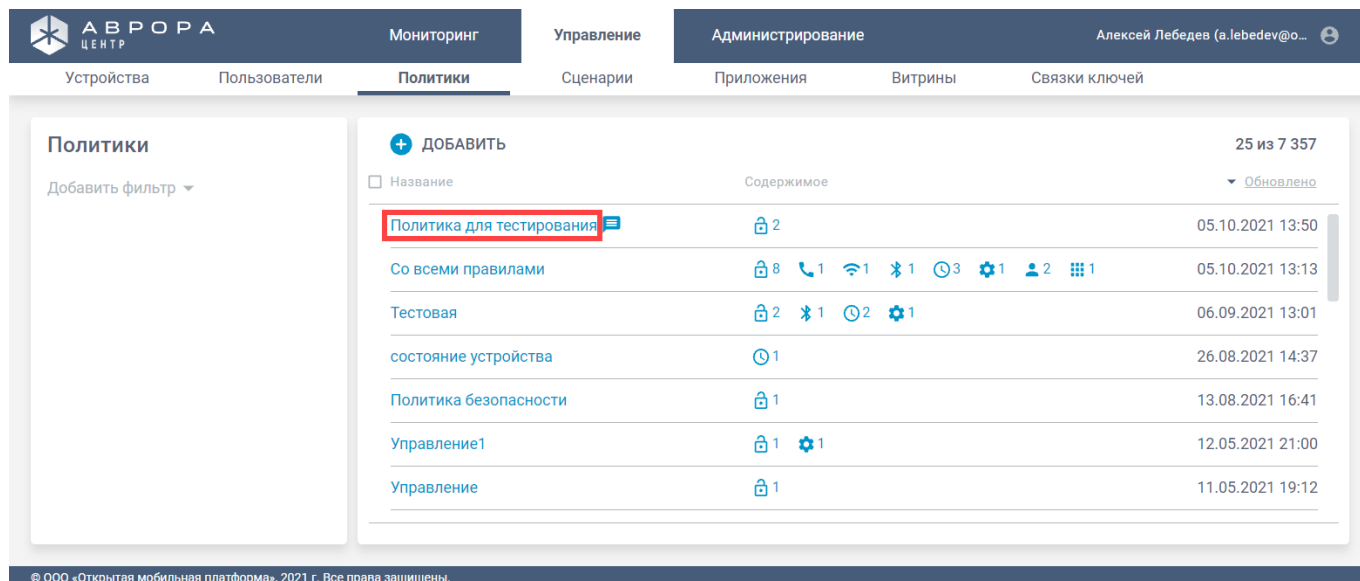 АВРОРА
ЦЕНТР
Мониторинг Управление Администрирование Алексей Лебедев (a.lebedev@o...
Устройства Пользователи Политики Сценарии Приложения Витрины Связки ключей
Политики
Добавить фильтр
ДОБАВИТЬ 25 из 7 357
Название Содержимое Обновлено
Политика для тестирования 2 05.10.2021 13:50
Со всеми правилами 8 1 1 1 3 1 2 1 05.10.2021 13:13
Тестовая 2 1 2 1 06.09.2021 13:01
состояние устройства 1 26.08.2021 14:37
Политика безопасности 1 13.08.2021 16:41
Управление1 1 1 12.05.2021 21:00
Управление 1 11.05.2021 19:12
© ООО «Открытая мобильная платформа», 2021 г. Все права защищены.